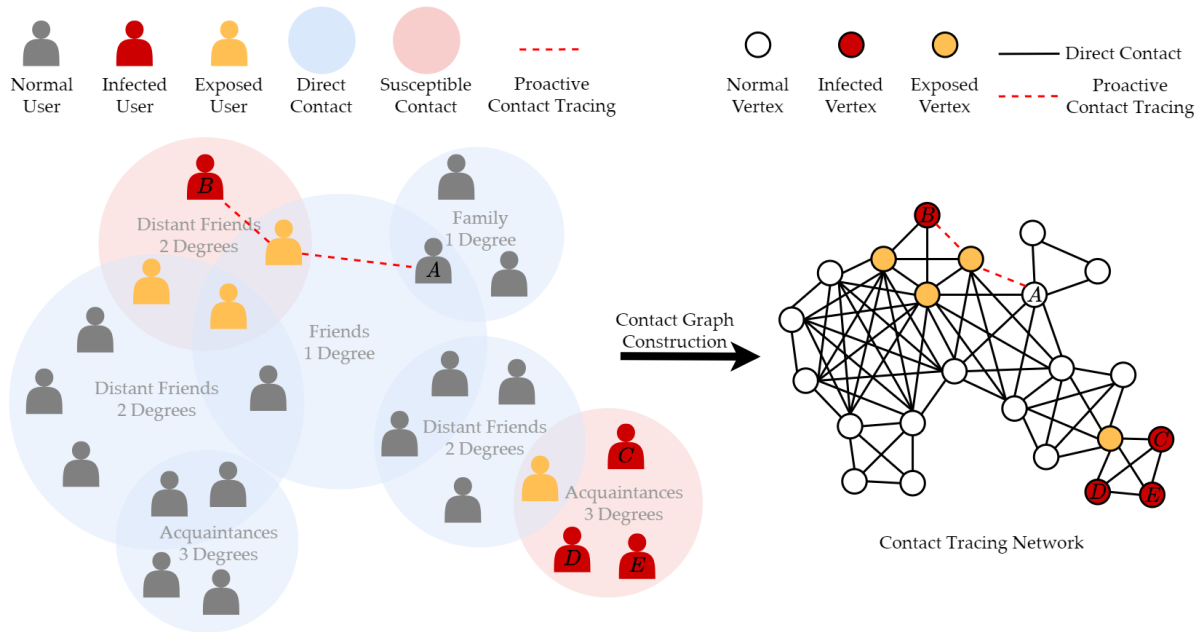 Normal
User
Infected
User
Exposed
User
Direct
Contact
Susceptible
Contact
Proactive
Contact Tracing
Normal
Vertex
Infected
Vertex
Exposed
Vertex
Direct Contact
Proactive
Contact Tracing
B
Distant Friends
2 Degrees
Family
1 Degree
A
Friends
1 Degree
Distant Friends
2 Degrees
Distant Friends
2 Degrees
C
Acquaintances
3 Degrees
D
E
Acquaintances
3 Degrees
Contact Graph
Construction
B
A
C
D
E
Contact Tracing Network